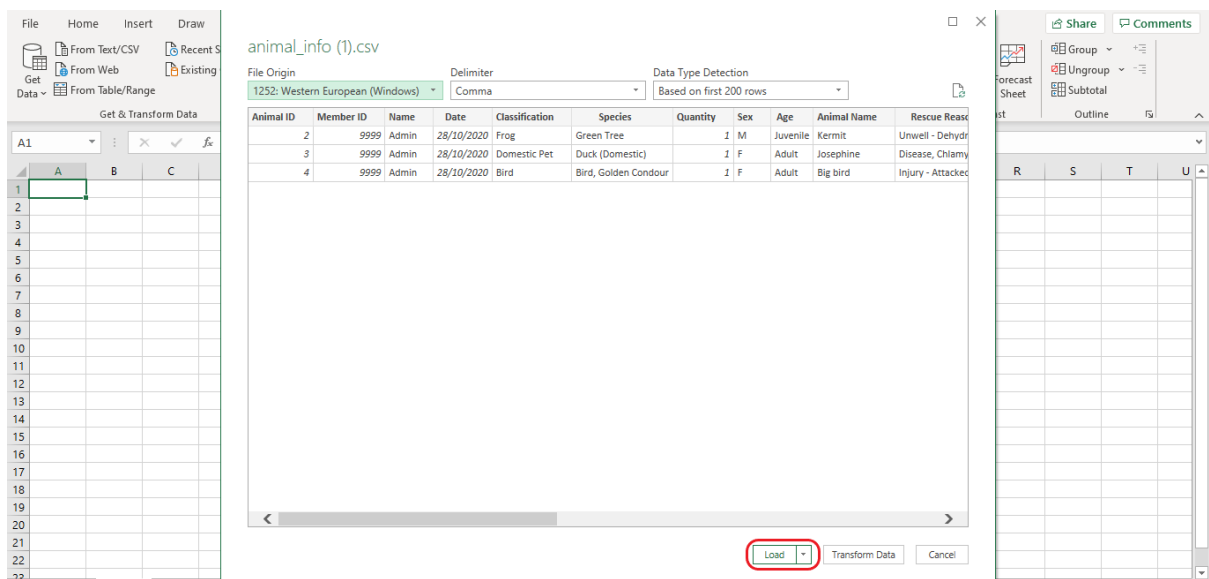 File Home Insert Draw
Share Comments
animal_info (1).csv
Get Data
From Text/CSV
From Web
From Table/Range
Recent S
Existing
Get & Transform Data
File Origin Delimiter Data Type Detection
1252: Western European (Windows) Comma Based on first 200 rows
Forecast
Sheet
Group
Ungroup
Subtotal
Outline
A1 fx
Animal ID Member ID Name Date Classification Species Quantity Sex Age Animal Name Rescue Reaso
2 9999 Admin 28/10/2020 Frog Green Tree 1 M Juvenile Kermit Unwell - Dehydr
3 9999 Admin 28/10/2020 Domestic Pet Duck (Domestic) 1 F Adult Josephine Disease, Chlamy
4 9999 Admin 28/10/2020 Bird Bird, Golden Condour 1 F Adult Big bird Injury - Attacked
A B C R S T U
1
2
3
4
5
6
7
8
9
10
11
12
13
14
15
16
17
18
19
20
21
22
23
Load Transform Data Cancel